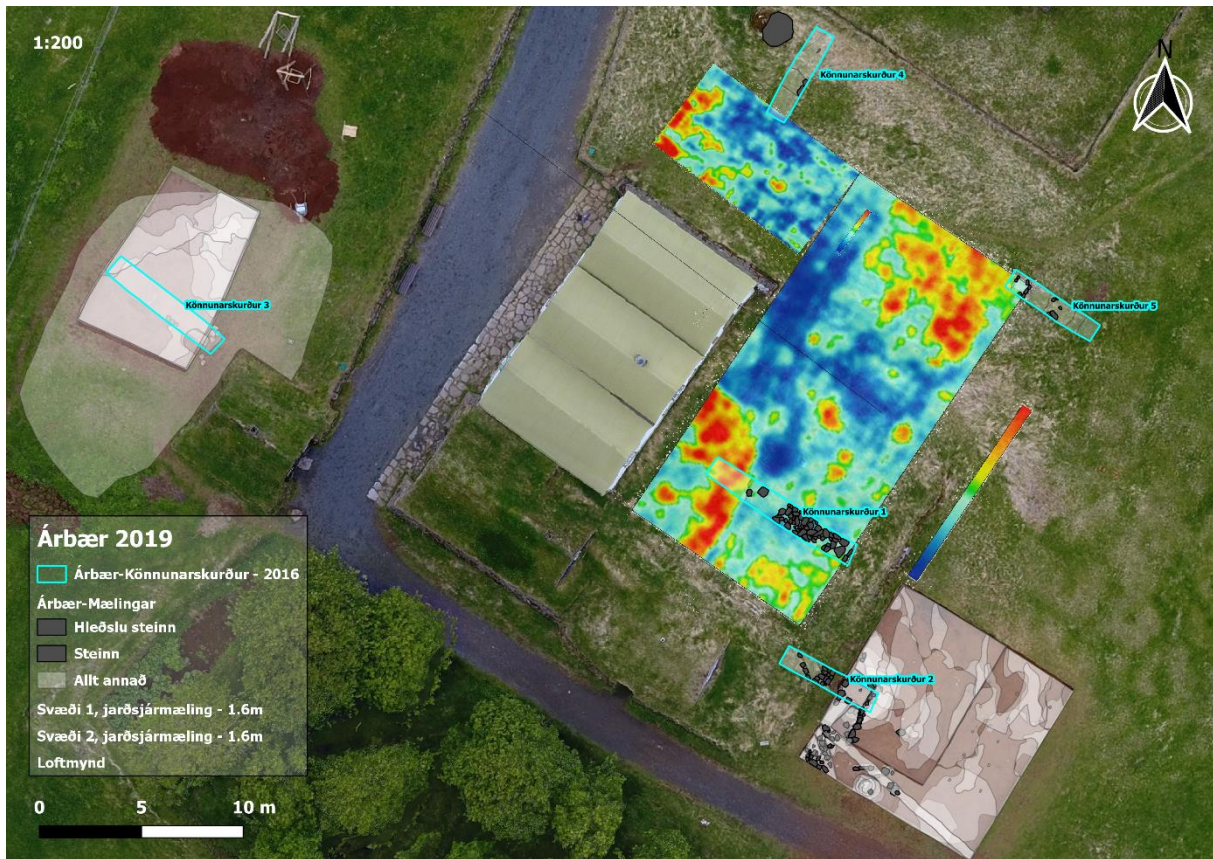 1:200
N
Könnunarskurður 4
Könnunarskurður 3
Könnunarskurður 5
Könnunarskurður 1
Könnunarskurður 2
Árbær 2019
Árbær-Könnunarskurður - 2016
Árbær-Mælingar
Hleðslu steinn
Steinn
Allt annað
Svæði 1, jarðsjármæling - 1.6m
Svæði 2, jarðsjármæling - 1.6m
Loftmynd
0 5 10 m